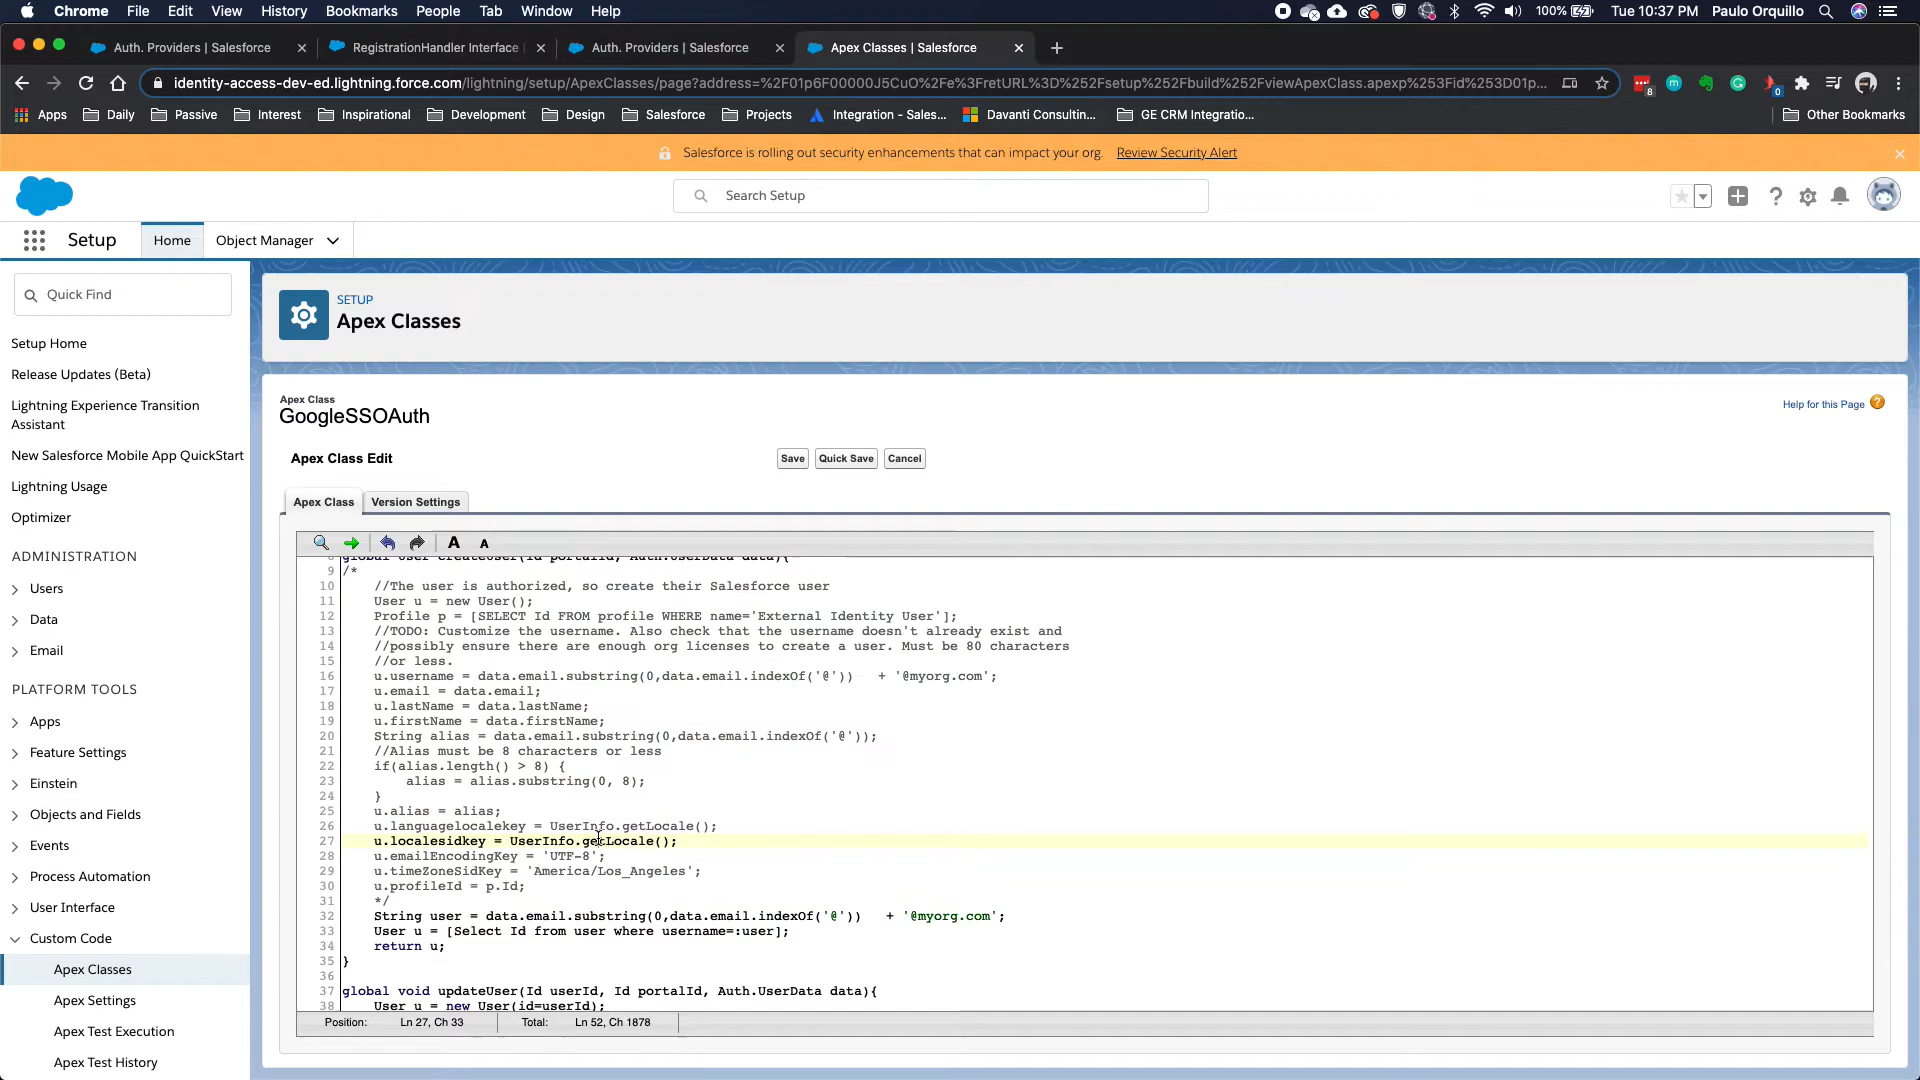 Chrome File Edit View History Bookmarks People Tab Window Help 100% Tue 10:37 PM Paulo Orquillo
Auth. Providers | Salesforce RegistrationHandler Interface Auth. Providers | Salesforce Apex Classes | Salesforce
identity-access-dev-ed.lightning.force.com/lightning/setup/ApexClasses/page?address=%2F01p6F00000J5CuO%2Fe%3FretURL%3D%252Fsetup%252Fbuild%252FviewApexClass.apexp%253Fid%253D01p... 8 0
Apps Daily Passive Interest Inspirational Development Design Salesforce Projects Integration - Sales... Davanti Consultin... GE CRM Integratio... Other Bookmarks
Salesforce is rolling out security enhancements that can impact your org. Review Security Alert
Search Setup
Setup Home Object Manager
Quick Find
Setup Home
Release Updates (Beta)
Lightning Experience Transition
Assistant
New Salesforce Mobile App QuickStart
Lightning Usage
Optimizer
ADMINISTRATION
Users
Data
Email
PLATFORM TOOLS
Apps
Feature Settings
Einstein
Objects and Fields
Events
Process Automation
User Interface
Custom Code
Apex Classes
Apex Settings
Apex Test Execution
Apex Test History
SETUP
Apex Classes
Apex Class
GoogleSSOAuth
Help for this Page ?
Apex Class Edit Save Quick Save Cancel
Apex Class Version Settings
A A
8 global User createUser(Id portalId, Auth.UserData data){
9 /*
10 //The user is authorized, so create their Salesforce user
11 User u = new User();
12 Profile p = [SELECT Id FROM profile WHERE name='External Identity User'];
13 //TODO: Customize the username. Also check that the username doesn't already exist and
14 //possibly ensure there are enough org licenses to create a user. Must be 80 characters
15 //or less.
16 u.username = data.email.substring(0,data.email.indexOf('@')) + '@myorg.com';
17 u.email = data.email;
18 u.lastName = data.lastName;
19 u.firstName = data.firstName;
20 String alias = data.email.substring(0,data.email.indexOf('@'));
21 //Alias must be 8 characters or less
22 if(alias.length() > 8) {
23 alias = alias.substring(0, 8);
24 }
25 u.alias = alias;
26 u.languagelocalekey = UserInfo.getLocale();
27 u.localesidkey = UserInfo.getLocale();
28 u.emailEncodingKey = 'UTF-8';
29 u.timeZoneSidKey = 'America/Los_Angeles';
30 u.profileId = p.Id;
31 */
32 String user = data.email.substring(0,data.email.indexOf('@')) + '@myorg.com';
33 User u = [Select Id from user where username=:user];
34 return u;
35 }
36
37 global void updateUser(Id userId, Id portalId, Auth.UserData data){
38 User u = new User(id=userId);
Position: Ln 27, Ch 33 Total: Ln 52, Ch 1878